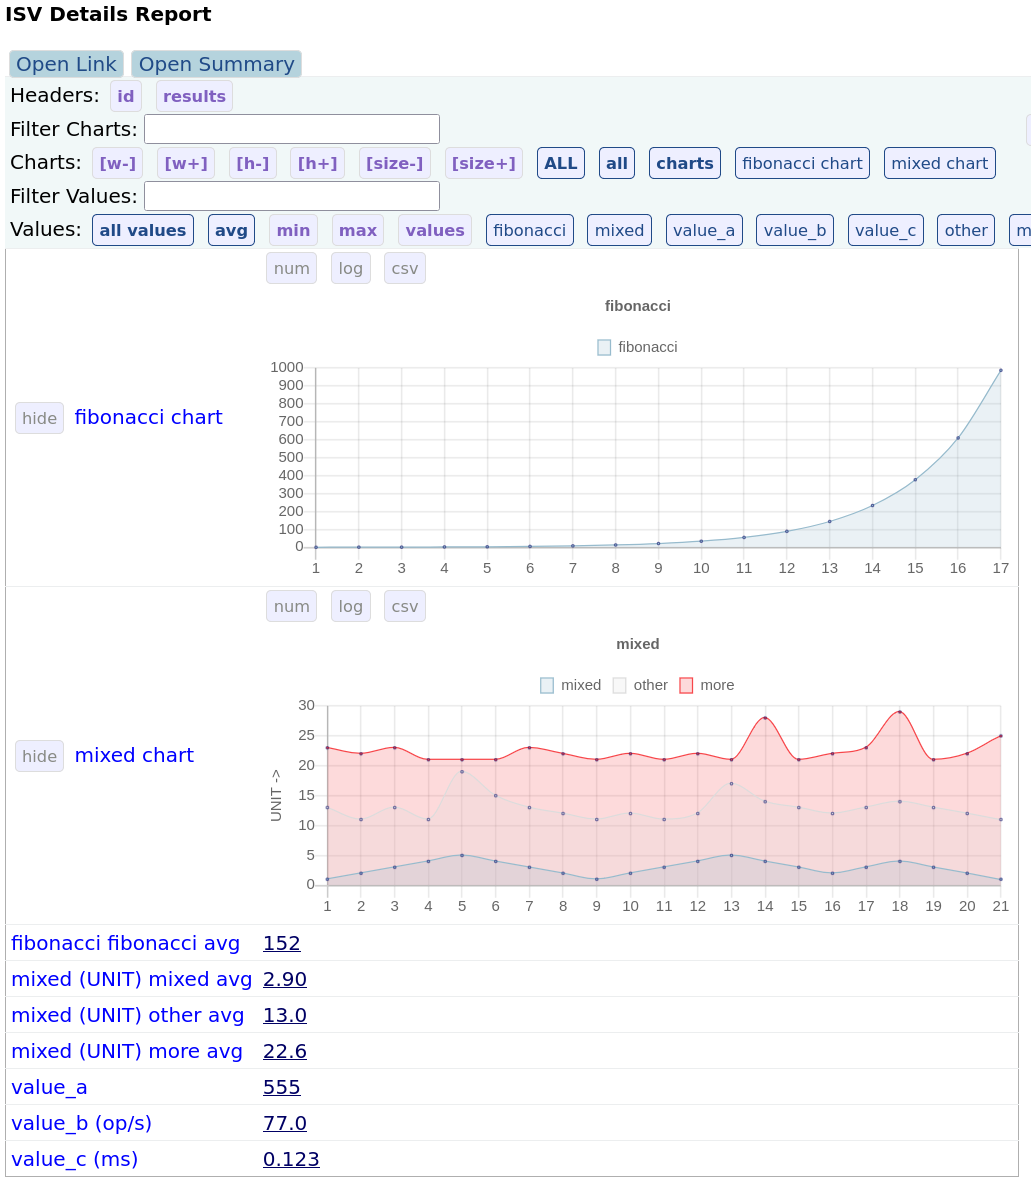 ISV Details Report
Open Link Open Summary
Headers: id results
Filter Charts:
Charts: [w-] [w+] [h-] [h+] [size-] [size+] ALL all charts fibonacci chart mixed chart
Filter Values:
Values: all values avg min max values fibonacci mixed value_a value_b value_c other
num log csv
fibonacci
fibonacci
1000
900
800
700
600
500
400
300
200
100
0
1 2 3 4 5 6 7 8 9 10 11 12 13 14 15 16 17
hide fibonacci chart
num log csv
mixed
mixed other more
30
25
20
15
10
5
0
UNIT ->
1 2 3 4 5 6 7 8 9 10 11 12 13 14 15 16 17 18 19 20 21
hide mixed chart
fibonacci fibonacci avg 152
mixed (UNIT) mixed avg 2.90
mixed (UNIT) other avg 13.0
mixed (UNIT) more avg 22.6
value_a 555
value_b (op/s) 77.0
value_c (ms) 0.123